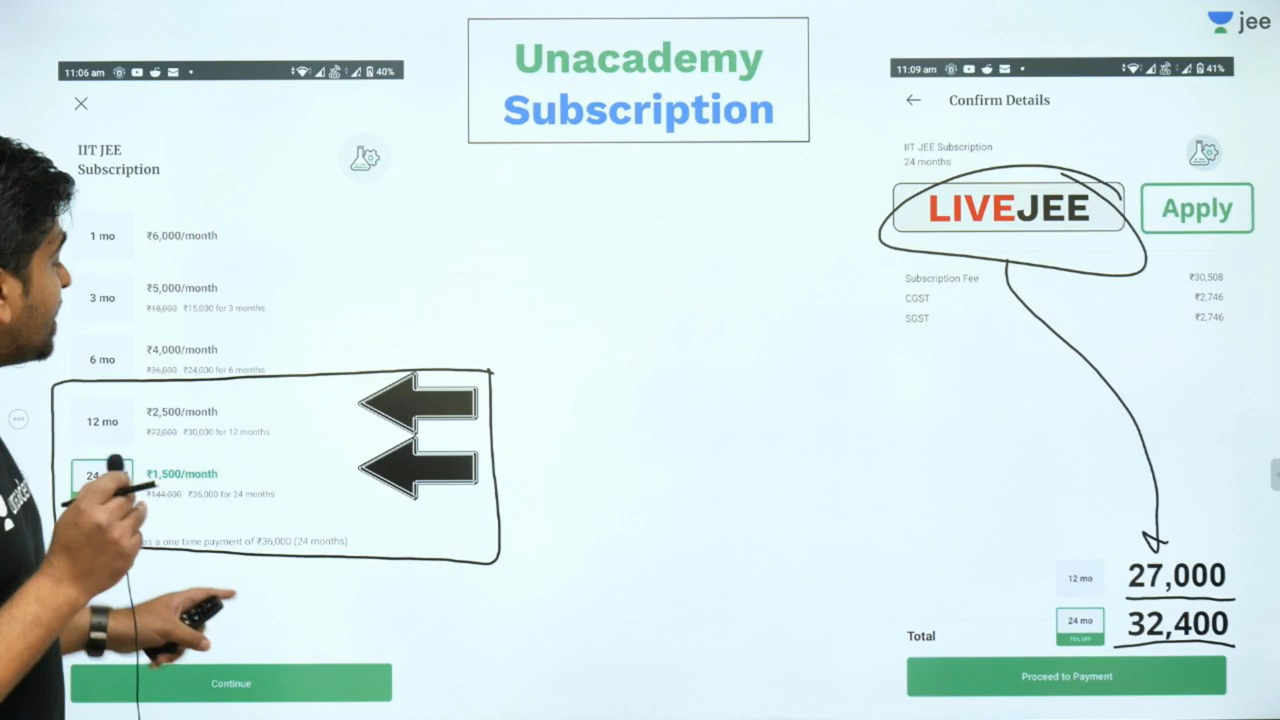 jee
Unacademy
Subscription
11:06 am
40%
IIT JEE
Subscription
1 mo
₹6,000/month
3 mo
₹5,000/month
₹18,000 ₹15,000 for 3 months
6 mo
₹4,000/month
₹36,000 ₹24,000 for 6 months
12 mo
₹2,500/month
₹72,000 ₹30,000 for 12 months
24
₹1,500/month
₹144,000 ₹36,000 for 24 months
as a one time payment of ₹36,000 (24 months)
Continue
11:09 am
41%
Confirm Details
IIT JEE Subscription
24 months
LIVEJEE
Apply
Subscription Fee ₹30,508
CGST ₹2,746
SGST ₹2,746
12 mo 27,000
24 mo 32,400
Total
Proceed to Payment